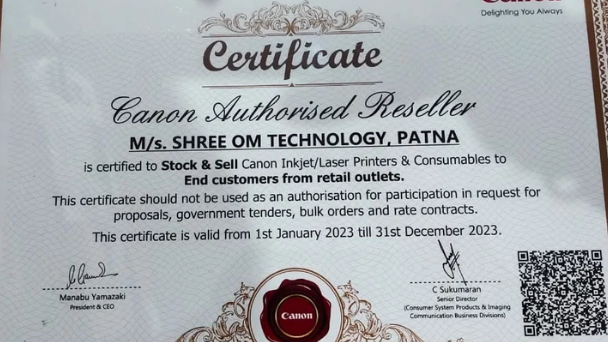 Canon
Delighting You Always
Certificate
Canon Authorised Reseller
M/s. SHREE OM TECHNOLOGY, PATNA
is certified to Stock & Sell Canon Inkjet/Laser Printers & Consumables to
End customers from retail outlets.
This certificate should not be used as an authorisation for participation in request for
proposals, government tenders, bulk orders and rate contracts.
This certificate is valid from 1st January 2023 till 31st December 2023.
Manabu Yamazaki
President & CEO
C Sukumaran
Senior Director
(Consumer System Products & Imaging
Communication Business Divisions)
Canon